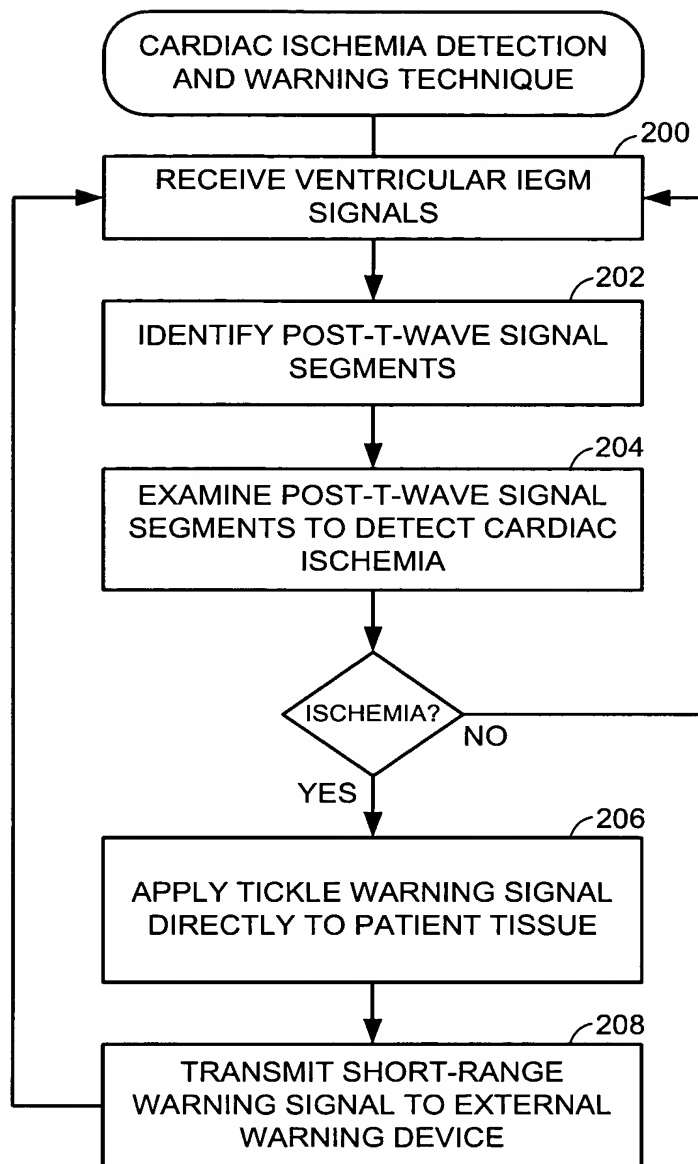 CARDIAC ISCHEMIA DETECTION
AND WARNING TECHNIQUE
200
RECEIVE VENTRICULAR IEGM
SIGNALS
202
IDENTIFY POST-T-WAVE SIGNAL
SEGMENTS
204
EXAMINE POST-T-WAVE SIGNAL
SEGMENTS TO DETECT CARDIAC
ISCHEMIA
ISCHEMIA?
NO
YES
206
APPLY TICKLE WARNING SIGNAL
DIRECTLY TO PATIENT TISSUE
208
TRANSMIT SHORT-RANGE
WARNING SIGNAL TO EXTERNAL
WARNING DEVICE